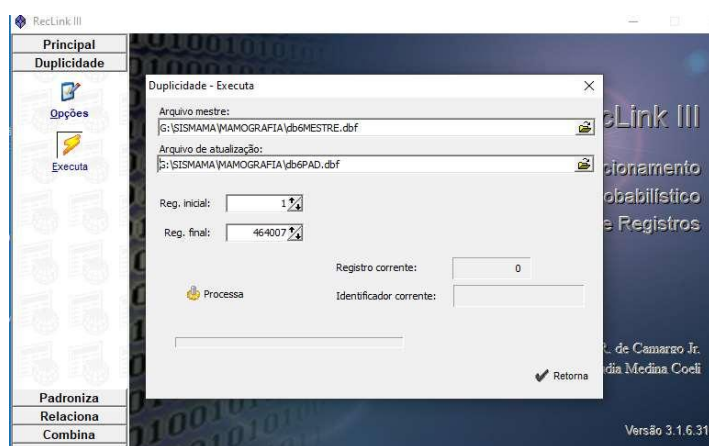 RecLink III
Principal
Duplicidade
Opções
Executa
Duplicidade - Executa
Arquivo mestre:
G:\SISMAMA\MAMOGRAFIA\db6MESTRE.dbf
Arquivo de atualização:
G:\SISMAMA\MAMOGRAFIA\db6PAD.dbf
Reg. inicial: 1
Reg. final: 464007
Registro corrente: 0
Processa
Identificador corrente:
Retorna
cLink III
cionamento
obabilístico
e Registros
R. de Camargo Jr.
dia Medina Coeli
Versão 3.1.6.31
Padroniza
Relaciona
Combina